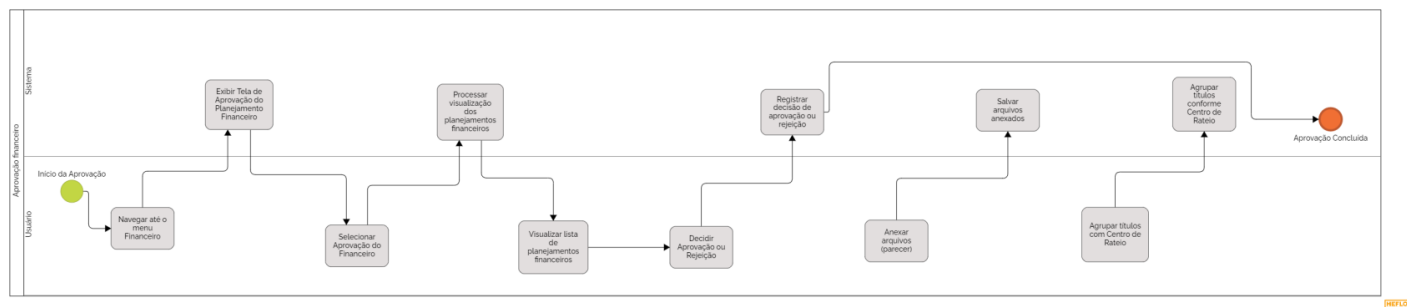 Aprovação financeiro
Sistema
Usuário
Início da Aprovação
Navegar até o
menu
Financeiro
Exibir Tela de
Aprovação do
Planejamento
Financeiro
Selecionar
Aprovação do
Financeiro
Processar
visualização
dos
planejamentos
financeiros
Visualizar lista
de
planejamentos
financeiros
Decidir
Aprovação ou
Rejeição
Registrar
decisão de
aprovação ou
rejeição
Anexar
arquivos
(parecer)
Salvar
arquivos
anexados
Agrupar títulos
com Centro de
Rateio
Agrupar
títulos
conforme
Centro de
Rateio
Aprovação Concluída
HEFLO